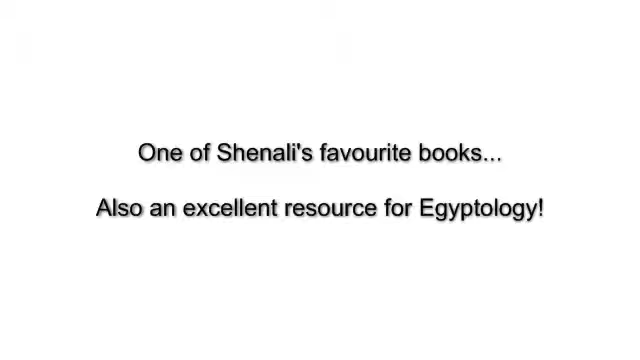 One of Shenali's favourite books...
Also an excellent resource for Egyptology!